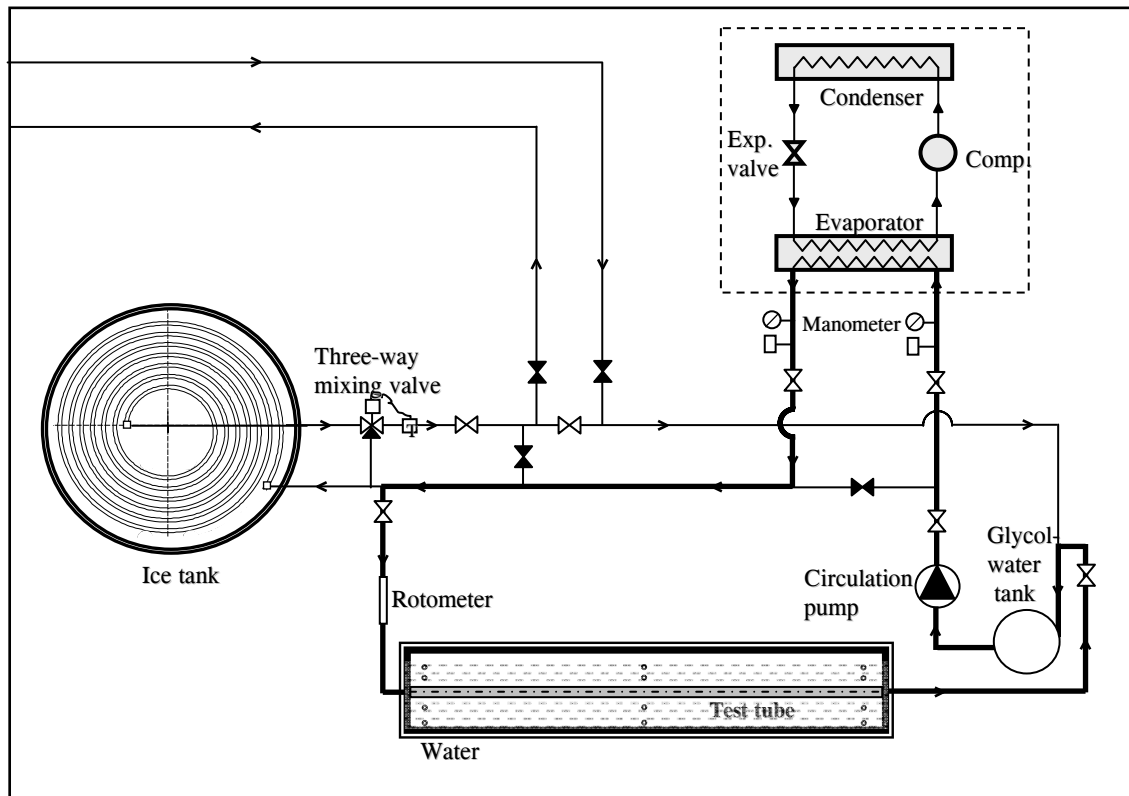 Condenser
Exp.
valve
Comp.
Evaporator
Manometer
Three-way
mixing valve
T
Glycol-
water
tank
Circulation
pump
Ice tank
Rotometer
Test tube
Water